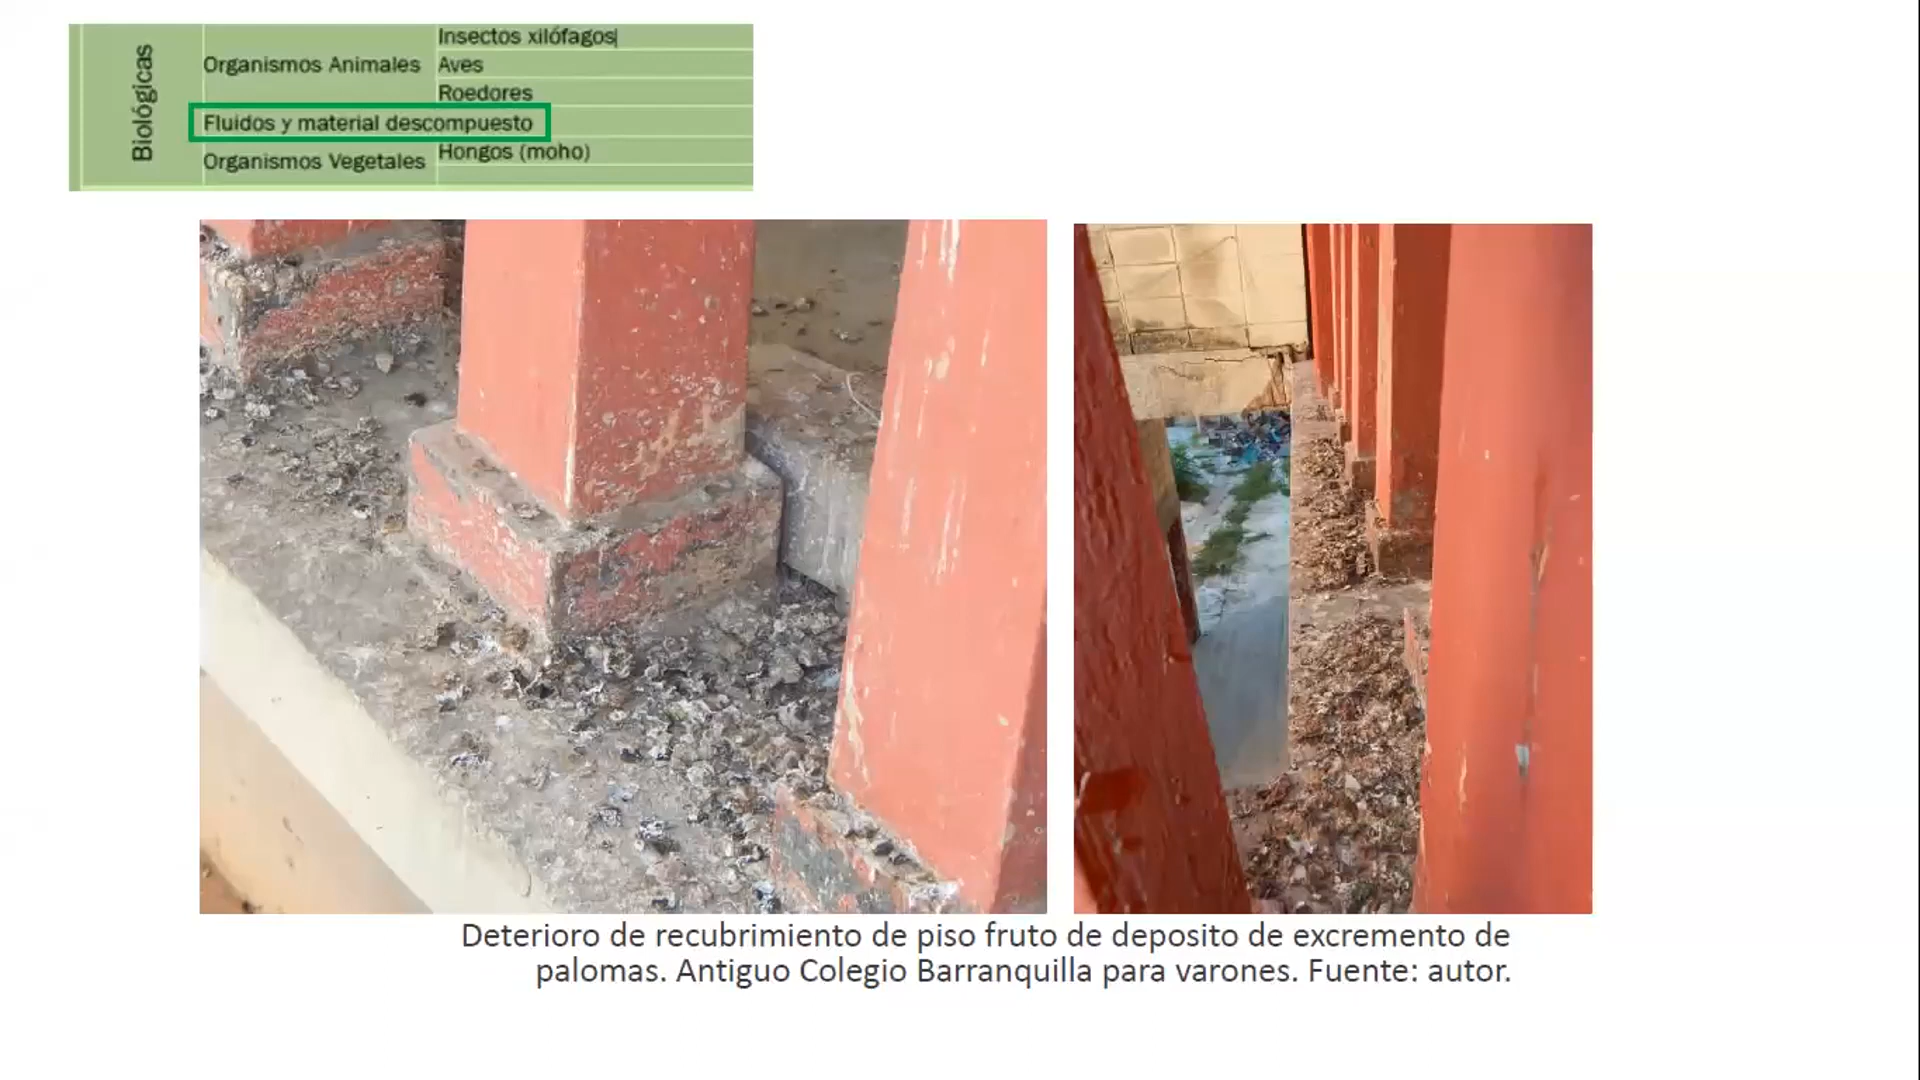 Biológicas
Organismos Animales
Insectos xilófagos
Aves
Roedores
Fluidos y material descompuesto
Organismos Vegetales
Hongos (moho)
Deterioro de recubrimiento de piso fruto de deposito de excremento de
palomas. Antiguo Colegio Barranquilla para varones. Fuente: autor.